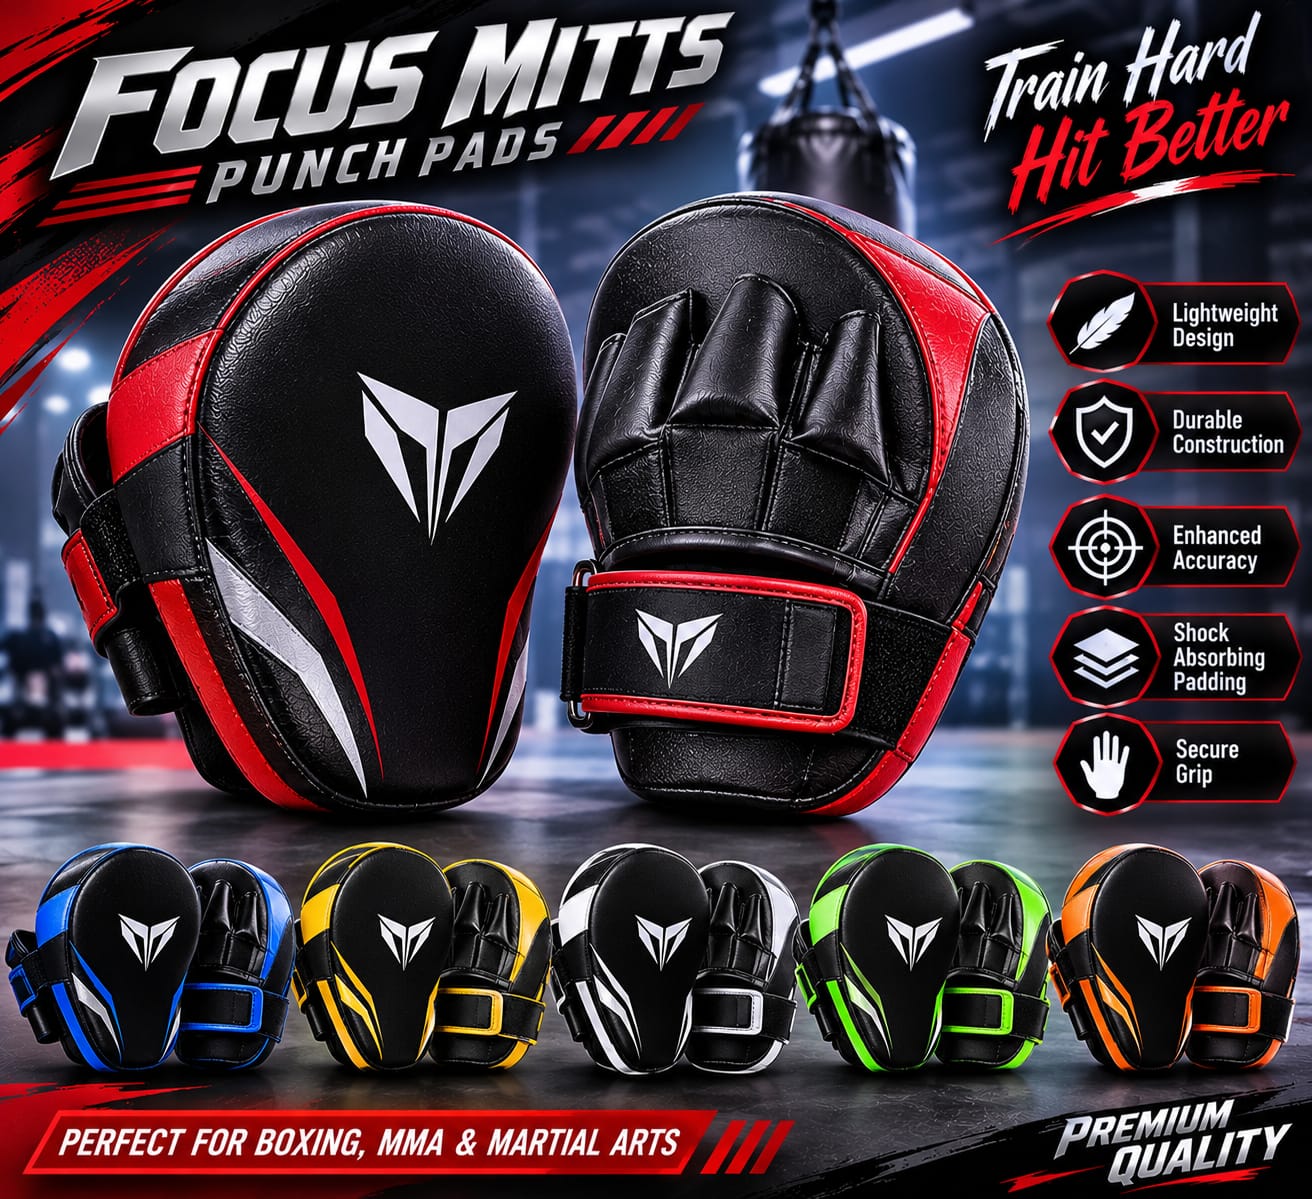 FOCUS MITTS
PUNCH PADS
Train Hard
Hit Better
Lightweight
Design
Durable
Construction
Enhanced
Accuracy
Shock
Absorbing
Padding
Secure
Grip
PERFECT FOR BOXING, MMA & MARTIAL ARTS
PREMIUM
QUALITY